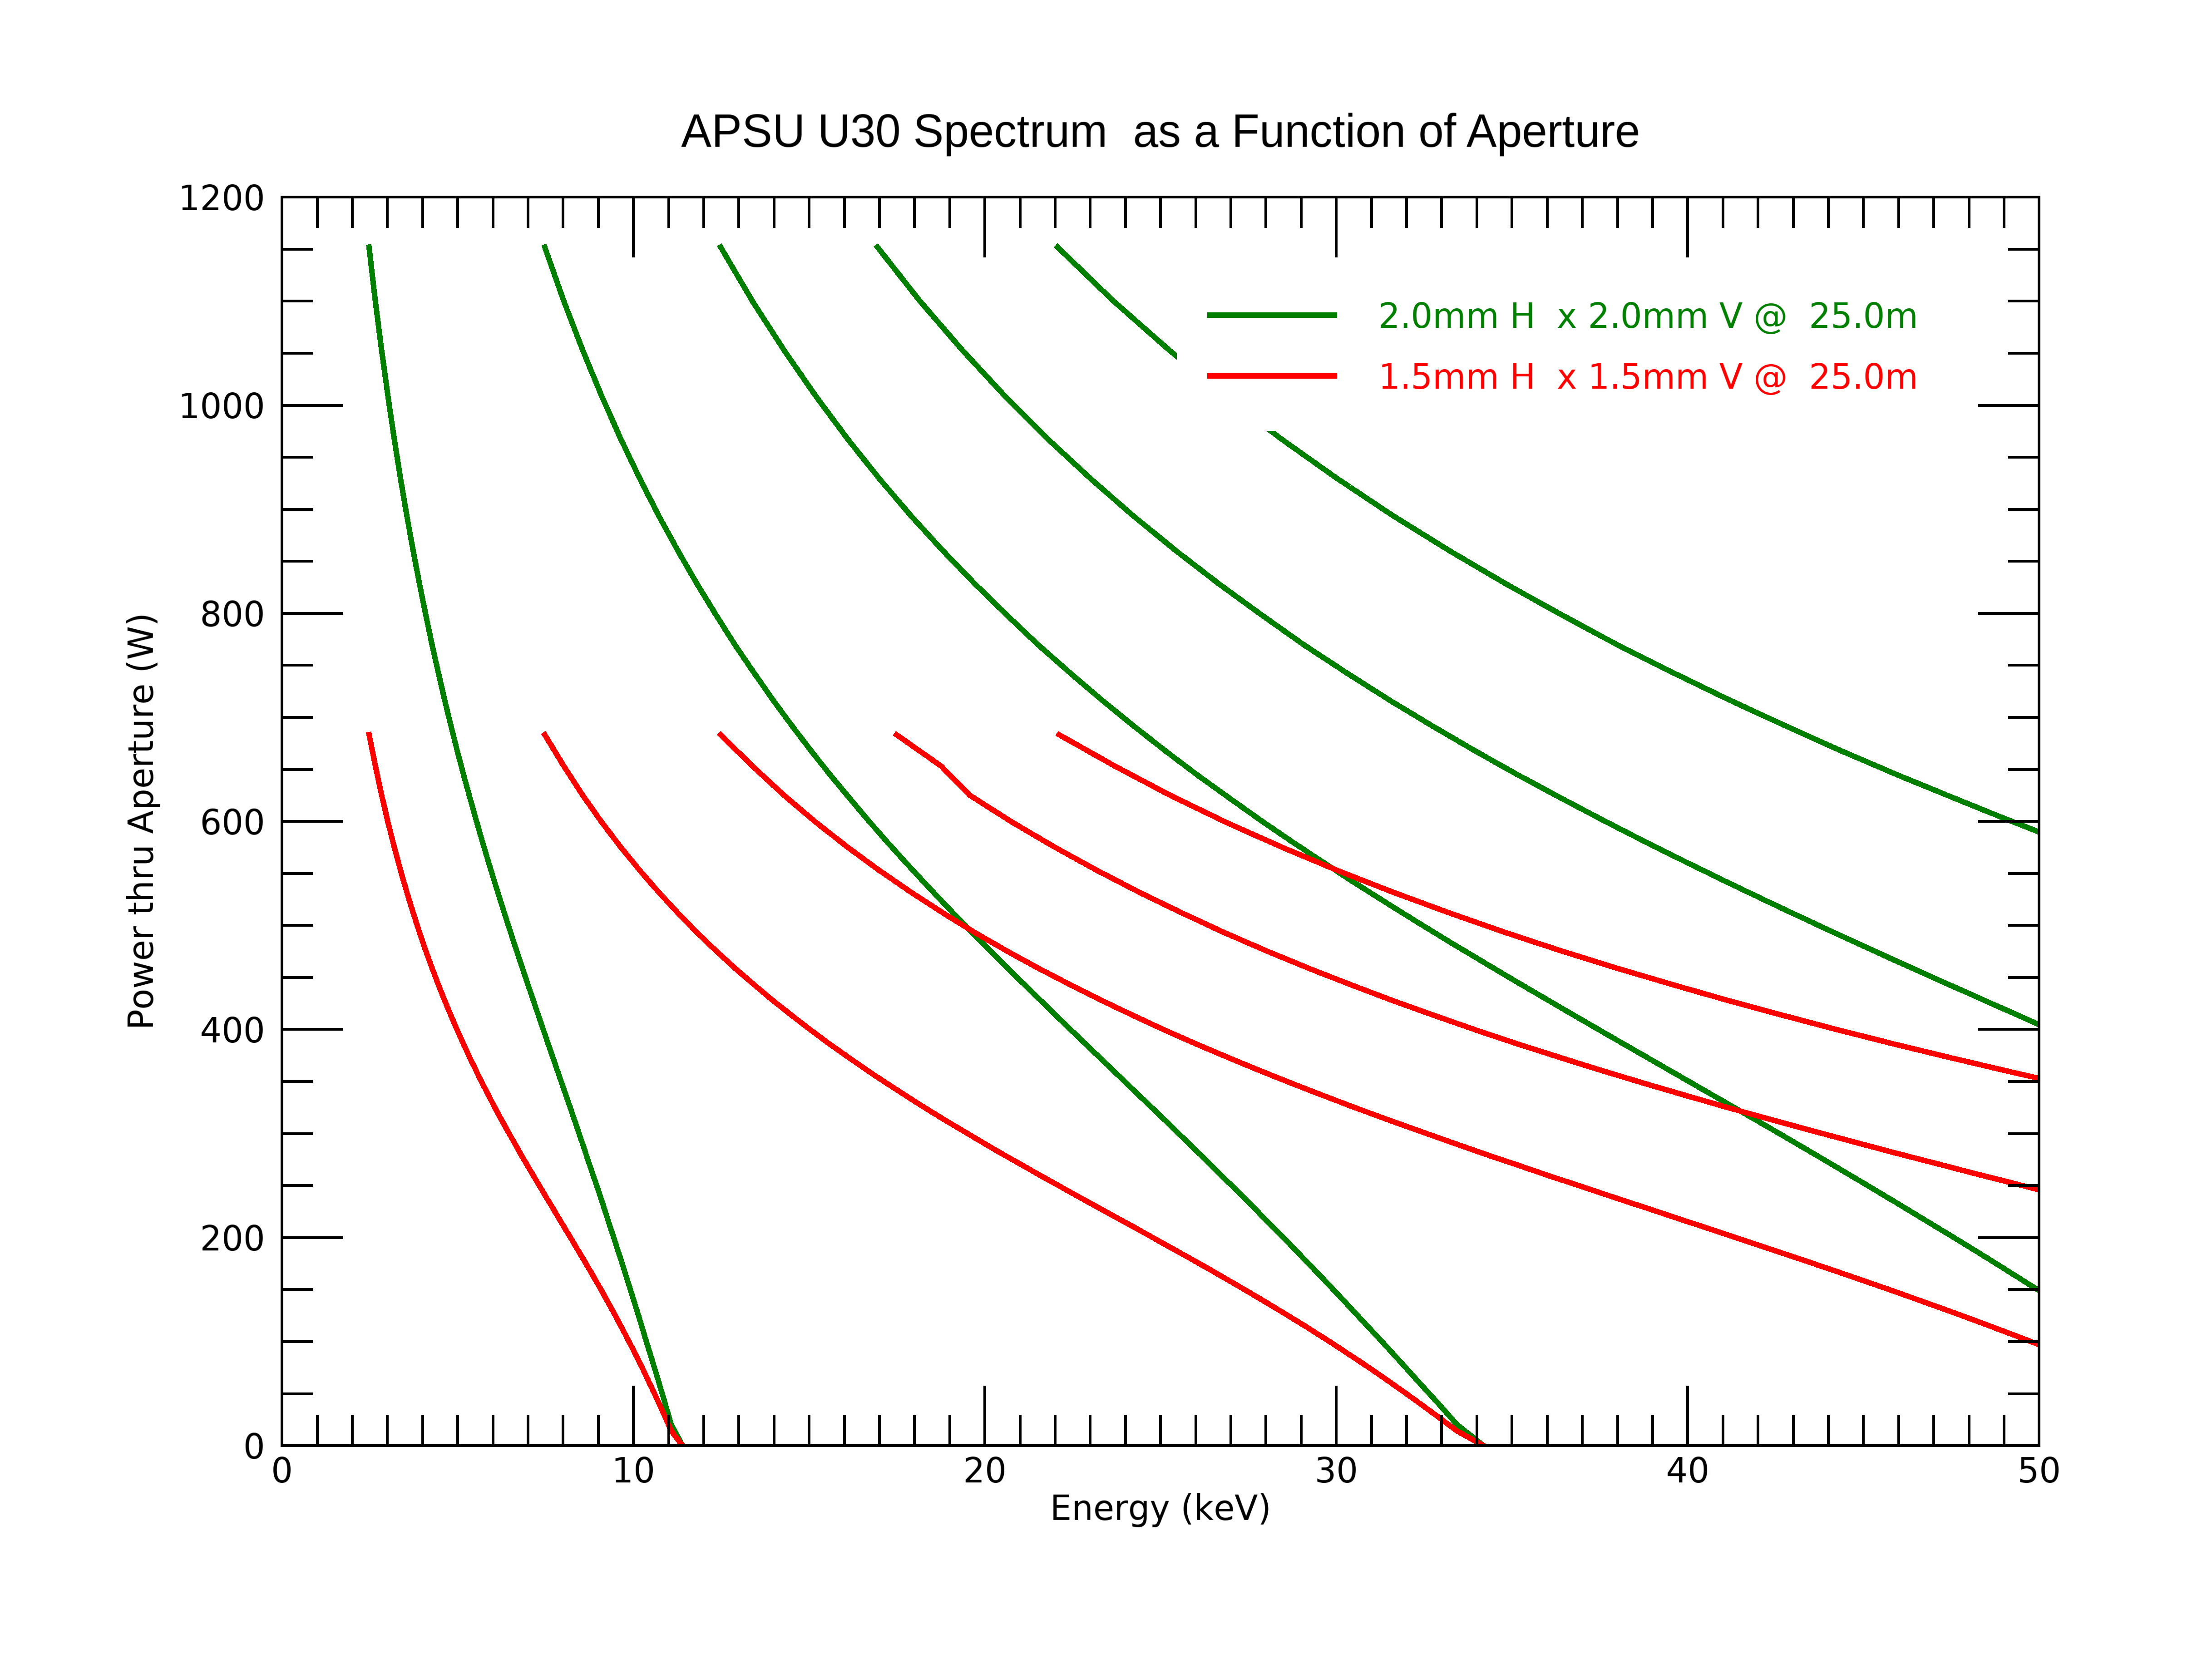 APSU U30 Spectrum  as a Function of Aperture
1200
1000
800
600
400
200
0
Power thru Aperture (W)
2.0mm H  x 2.0mm V @  25.0m
1.5mm H  x 1.5mm V @  25.0m
0 10 20 30 40 50
Energy (keV)